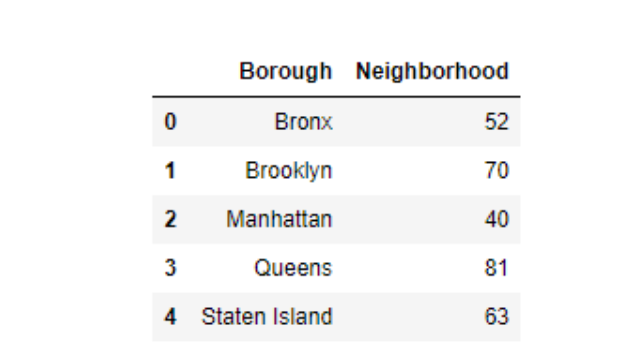 Borough Neighborhood
0 Bronx 52
1 Brooklyn 70
2 Manhattan 40
3 Queens 81
4 Staten Island 63